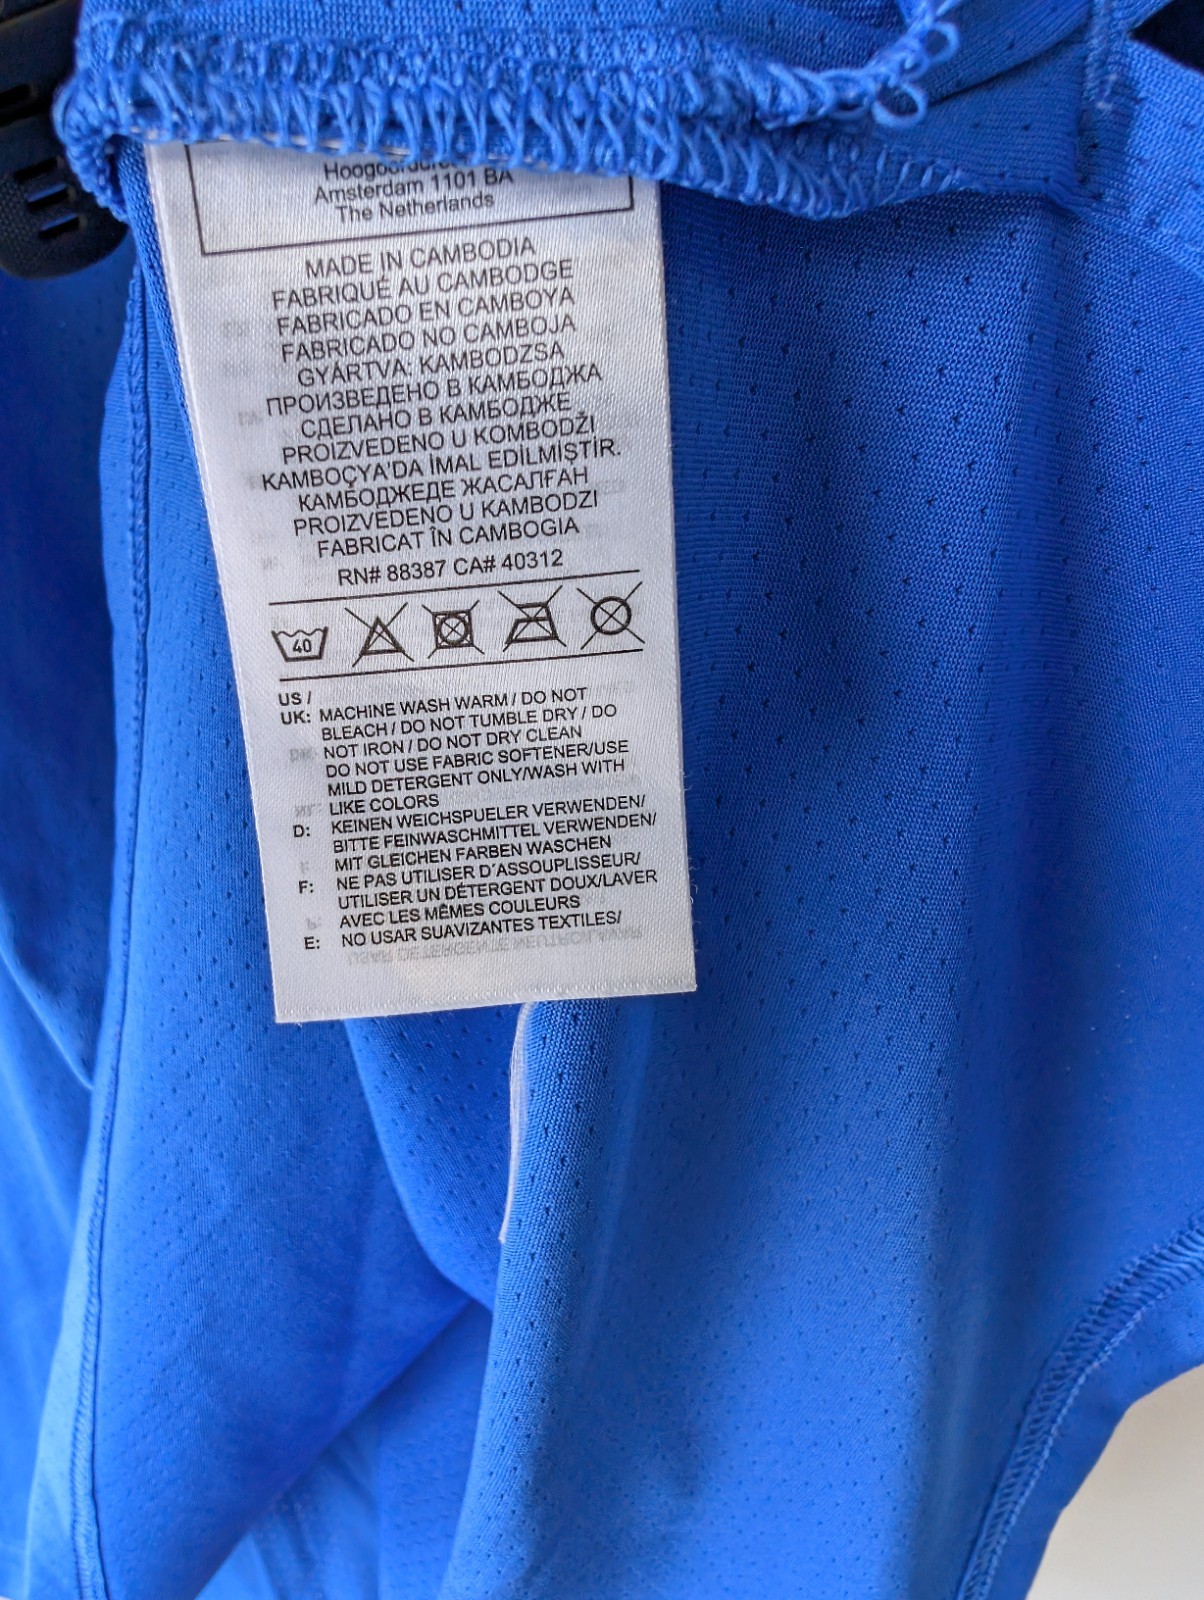 Amsterdam 1101 BA
The Netherlands
MADE IN CAMBODIA
FABRIQUÉ AU CAMBODGE
FABRICADO EN CAMBOYA
FABRICADO NO CAMBOJA
GYÁRTVA: KAMBODZSA
ПРОИЗВЕДЕНО В КАМБОДЖА
СДЕЛАНО В КАМБОДЖЕ
PROIZVEDENO U KOMBODŽI
KAMBOÇYA'DA İMAL EDİLMİŞTİR.
КАМБОДЖЕДЕ ЖАСАЛҒАН
PROIZVEDENO U KAMBODZI
FABRICAT ÎN CAMBOGIA
RN# 88387 CA# 40312
40
US /
UK: MACHINE WASH WARM / DO NOT
BLEACH / DO NOT TUMBLE DRY / DO
NOT IRON / DO NOT DRY CLEAN
DO NOT USE FABRIC SOFTENER/USE
MILD DETERGENT ONLY/WASH WITH
LIKE COLORS
D: KEINEN WEICHSPUELER VERWENDEN/
BITTE FEINWASCHMITTEL VERWENDEN/
MIT GLEICHEN FARBEN WASCHEN
F: NE PAS UTILISER D´ASSOUPLISSEUR/
UTILISER UN DÉTERGENT DOUX/LAVER
AVEC LES MÊMES COULEURS
E: NO USAR SUAVIZANTES TEXTILES/